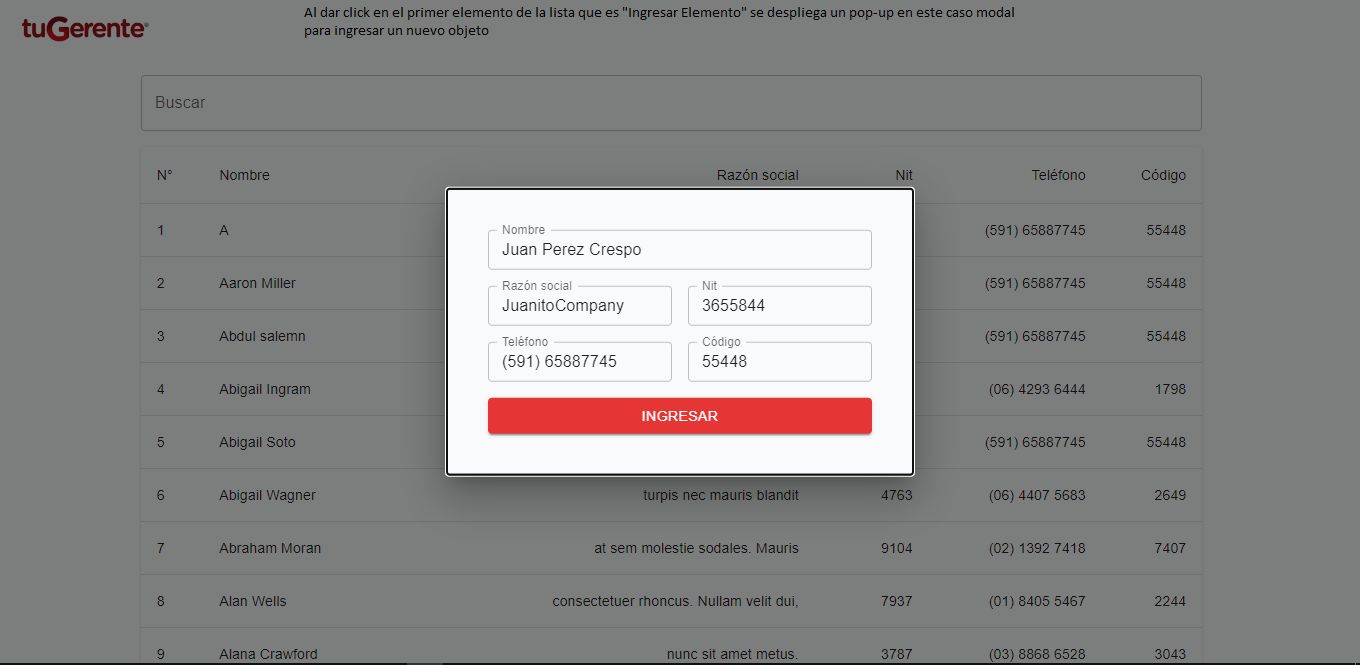 tuGerente
Al dar click en el primer elemento de la lista que es "Ingresar Elemento" se despliega un pop-up en este caso modal
para ingresar un nuevo objeto
Buscar
N° Nombre Razón social Nit Teléfono Código
1 A (591) 65887745 55448
2 Aaron Miller (591) 65887745 55448
3 Abdul salemn (591) 65887745 55448
4 Abigail Ingram (06) 4293 6444 1798
5 Abigail Soto (591) 65887745 55448
6 Abigail Wagner turpis nec mauris blandit 4763 (06) 4407 5683 2649
7 Abraham Moran at sem molestie sodales. Mauris 9104 (02) 1392 7418 7407
8 Alan Wells consectetuer rhoncus. Nullam velit dui, 7937 (01) 8405 5467 2244
9 Alana Crawford nunc sit amet metus. 3787 (03) 8868 6528 3043
Nombre
Juan Perez Crespo
Razón social Nit
JuanitoCompany 3655844
Teléfono Código
(591) 65887745 55448
INGRESAR